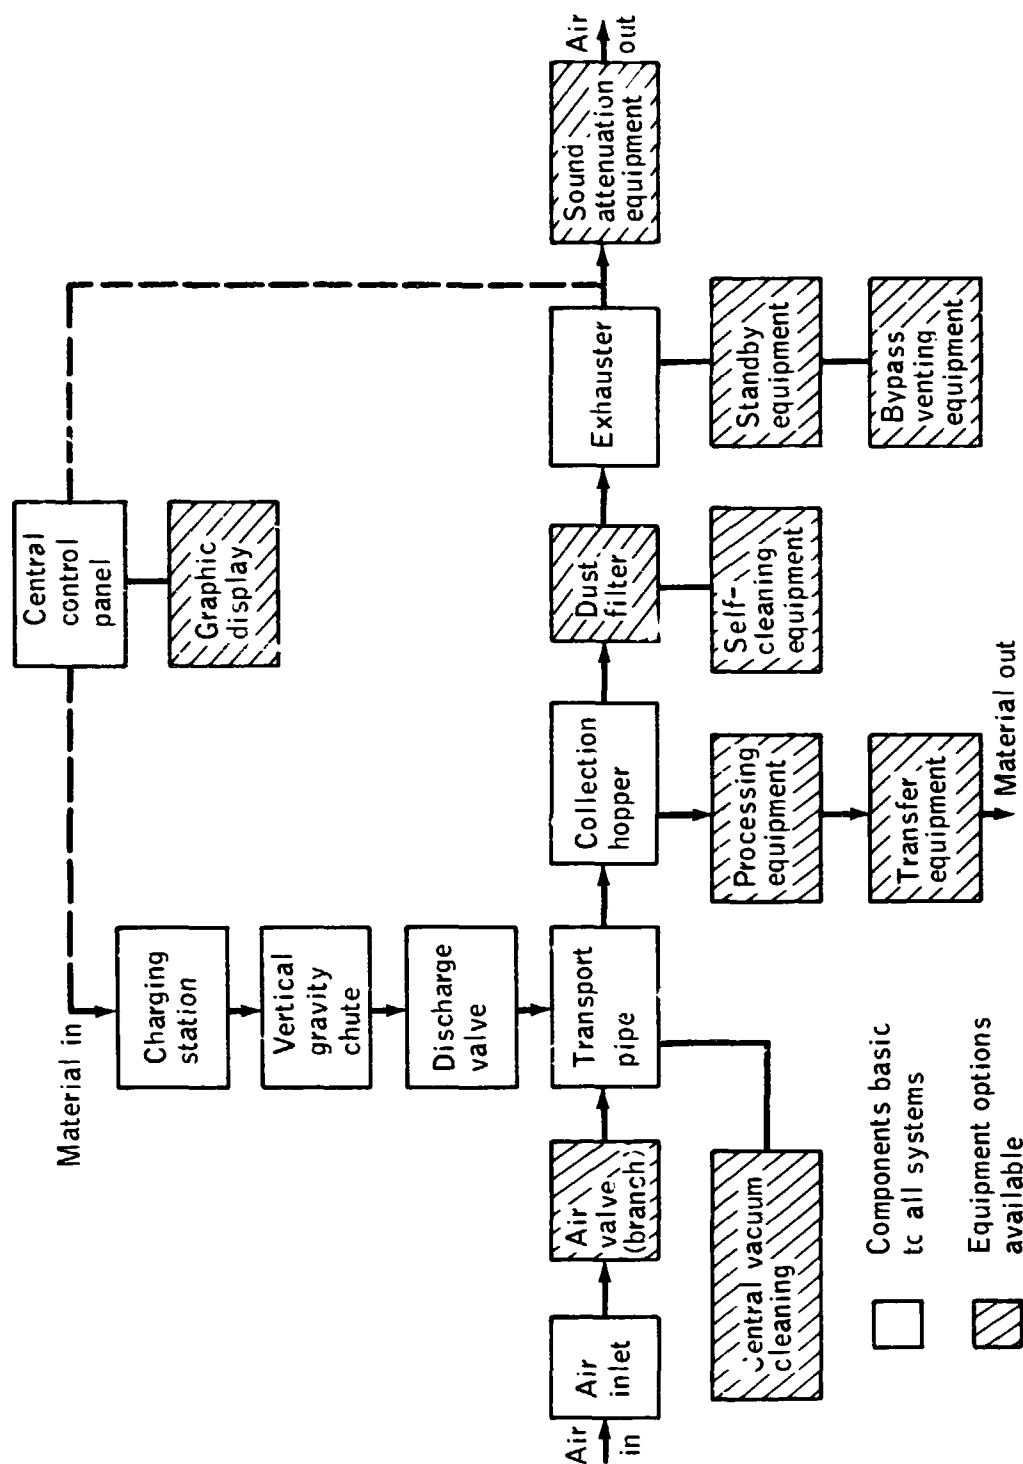 Central
control
panel
Graphic
display
Material in
Charging
station
Vertical
gravity
chute
Discharge
valve
Air
in
Air
inlet
Air
valve
(branch)
Transport
pipe
Collection
hopper
Dust
filter
Exhauster
Sound
attenuation
equipment
Air
out
Central vacuum
cleaning
Processing
equipment
Transfer
equipment
Material out
Self-
cleaning
equipment
Standby
equipment
Bypass
venting
equipment
Components basic
tc all systems
Equipment options
available